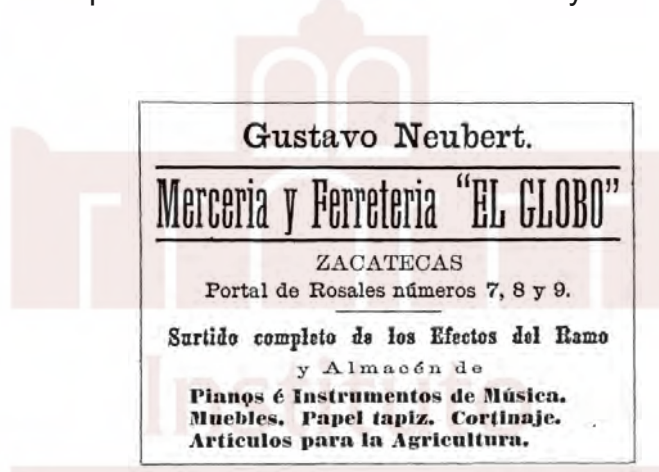 Gustavo Neubert.
Merceria y Ferreteria "EL GLOBO"
ZACATECAS
Portal de Rosales números 7, 8 y 9.
Surtido completo de los Efectos del Ramo
y Almacén de
Pianos é Instrumentos de Música.
Muebles. Papel tapiz. Cortinaje.
Artículos para la Agricultura.
Instituto